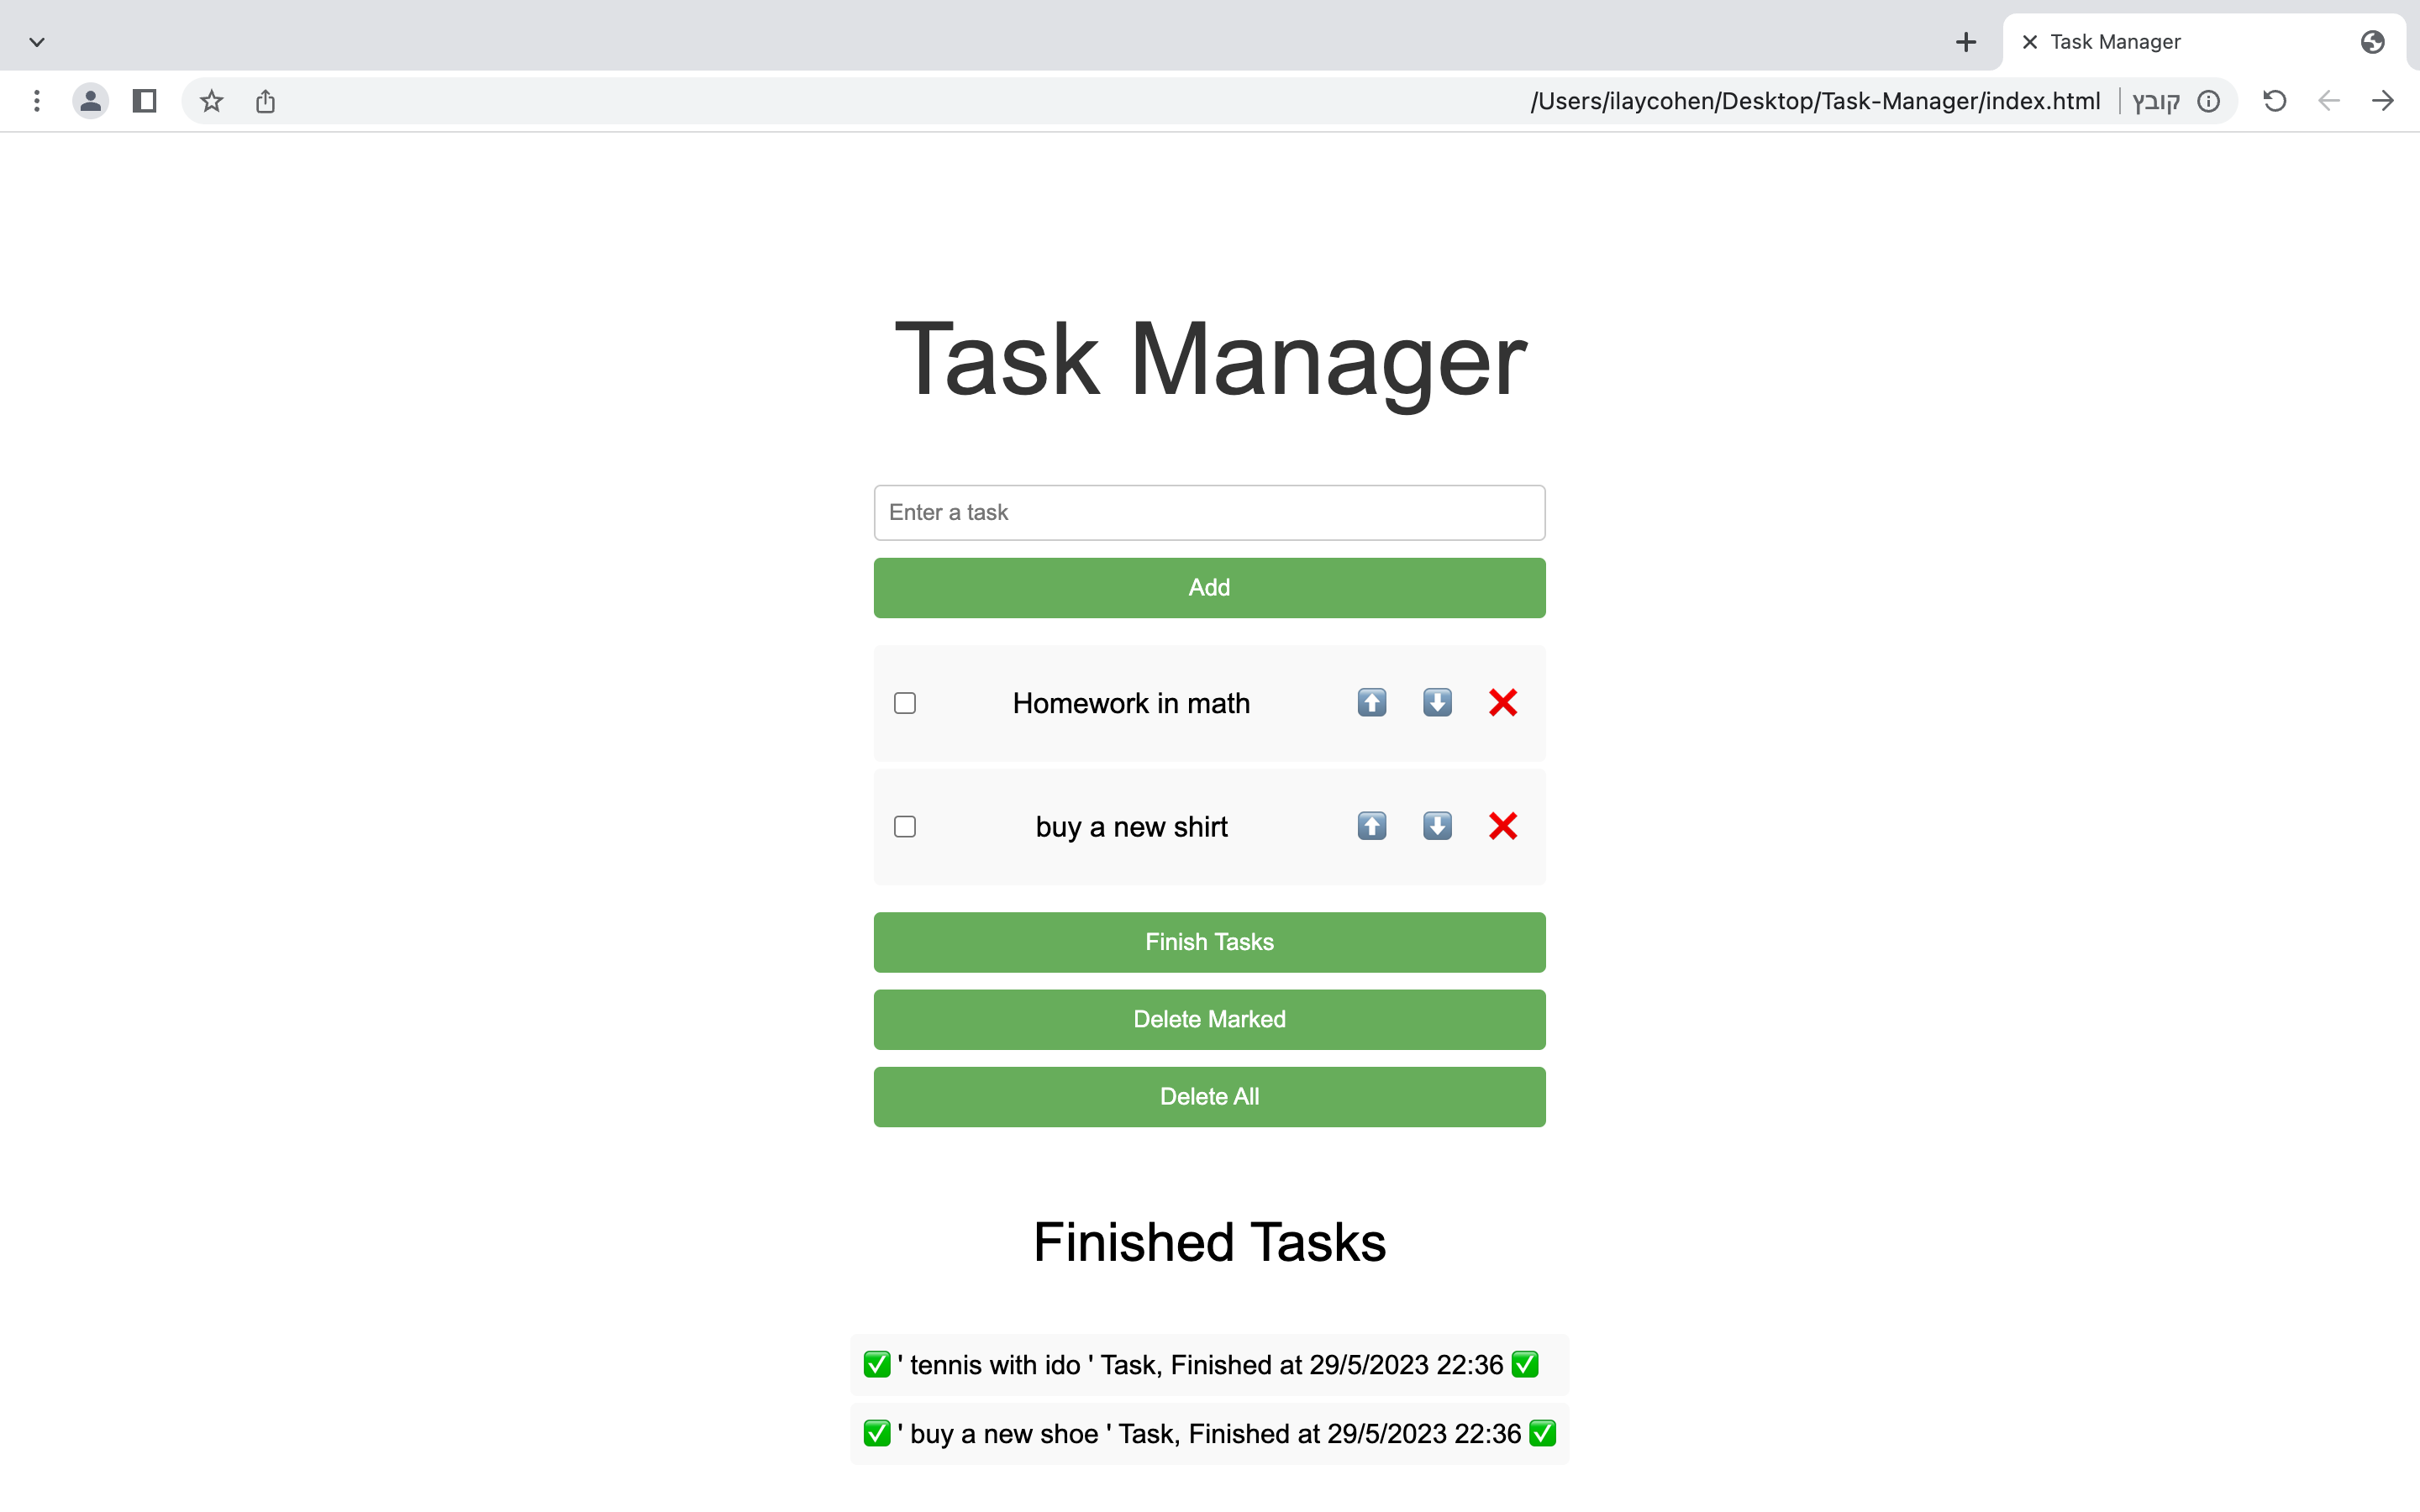 Task Manager
/Users/ilaycohen/Desktop/Task-Manager/index.html | קובץ
Task Manager
Enter a task
Add
Homework in math
buy a new shirt
Finish Tasks
Delete Marked
Delete All
Finished Tasks
✅ ' tennis with ido ' Task, Finished at 29/5/2023 22:36 ✅
✅ ' buy a new shoe ' Task, Finished at 29/5/2023 22:36 ✅